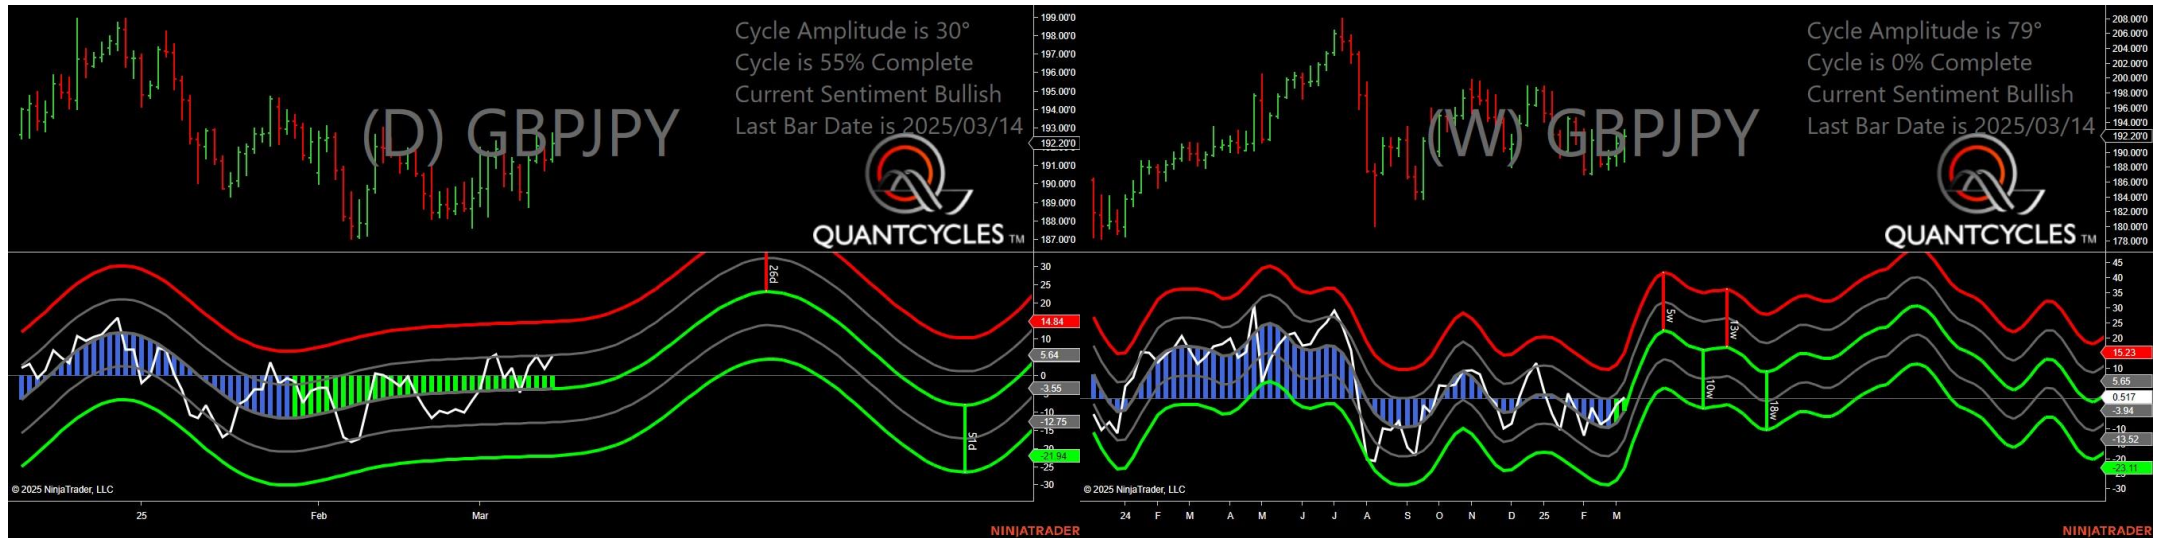 199.00'0
198.00'0
197.00'0
196.00'0
195.00'0
194.00'0
193.00'0
192.20'0
191.00'0
190.00'0
189.00'0
188.00'0
187.00'0
Cycle Amplitude is 30°
Cycle is 55% Complete
Current Sentiment Bullish
Last Bar Date is 2025/03/14
(D) GBPJPY
QUANTCYCLES TM
26d
51d
30
25
20
14.84
10
5.64
0
-3.55
-10
-12.75
-15
-21.94
-25
-30
© 2025 NinjaTrader, LLC
25 Feb Mar
NINJATRADER
208.00'0
206.00'0
204.00'0
202.00'0
200.00'0
198.00'0
196.00'0
194.00'0
192.20'0
190.00'0
188.00'0
186.00'0
184.00'0
182.00'0
180.00'0
178.00'0
Cycle Amplitude is 79°
Cycle is 0% Complete
Current Sentiment Bullish
Last Bar Date is 2025/03/14
(W) GBPJPY
QUANTCYCLES TM
5w
13w
10w
18w
45
40
35
30
25
20
15.23
10
5.65
0.517
-3.94
-10
-13.52
-20
-23.11
-30
© 2025 NinjaTrader, LLC
24 F M A M J J A S O N D 25 F M
NINJATRADER